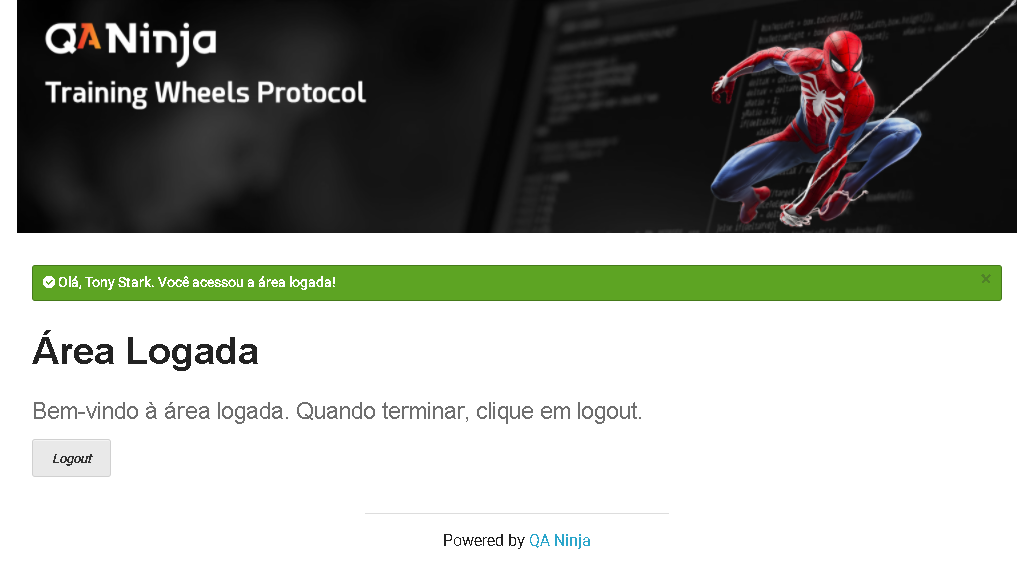 QA Ninja
Training Wheels Protocol
Olá, Tony Stark. Você acessou a área logada!
×
Área Logada
Bem-vindo à área logada. Quando terminar, clique em logout.
Logout
Powered by QA Ninja